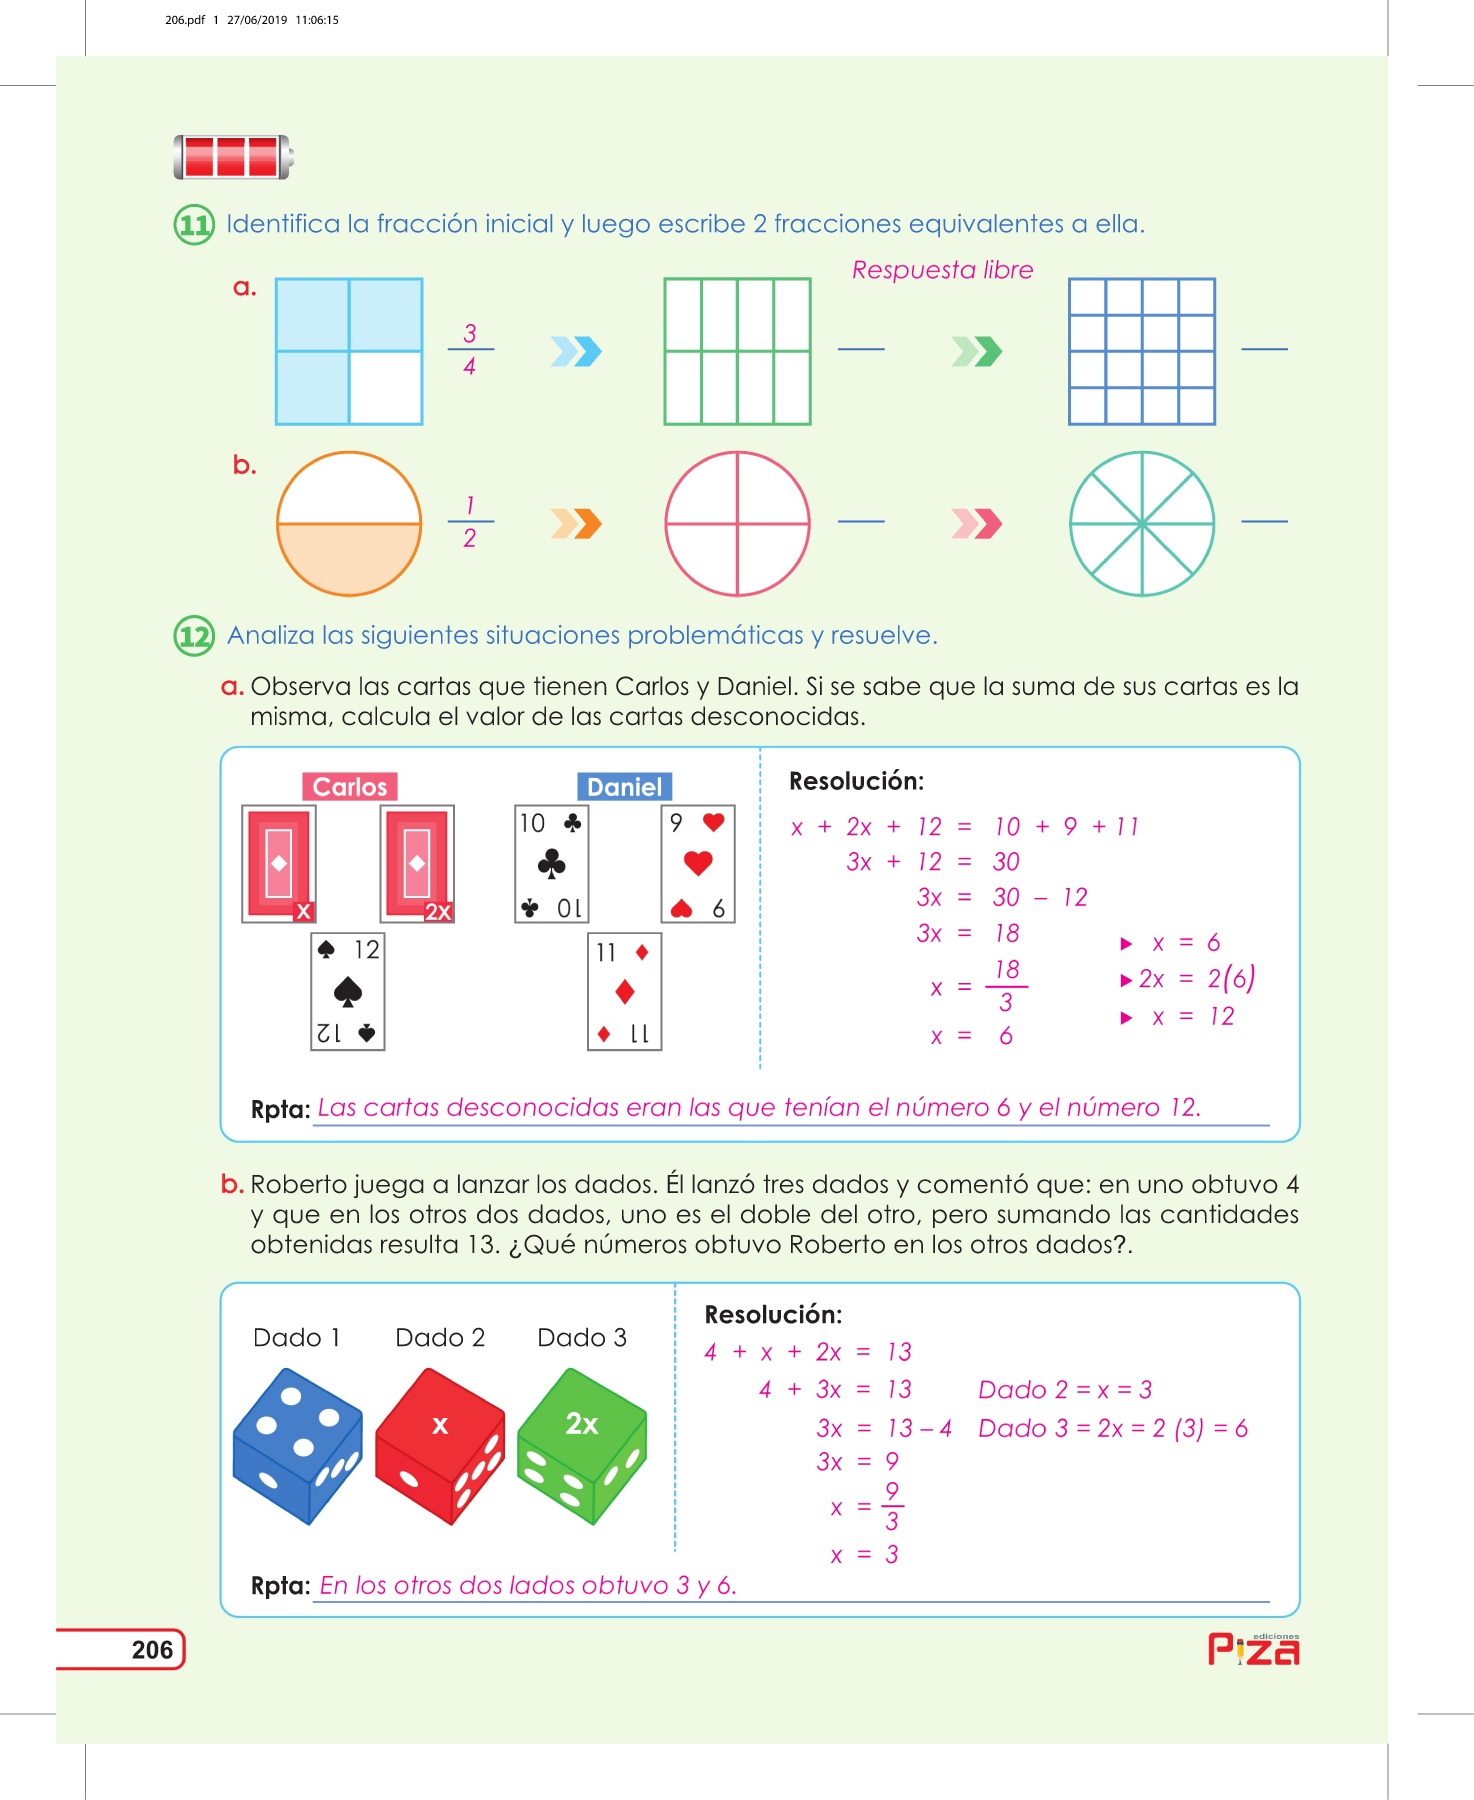 206.pdf 1 27/06/2019 11:06:15
11 Identifica la fracción inicial y luego escribe 2 fracciones equivalentes a ella.
Respuesta libre
a.
3
4
b.
1
2
12 Analiza las siguientes situaciones problemáticas y resuelve.
a. Observa las cartas que tienen Carlos y Daniel. Si se sabe que la suma de sus cartas es la
misma, calcula el valor de las cartas desconocidas.
Carlos
Daniel
x
2x
12
12
10
10
9
9
11
11
Resolución:
x + 2x + 12 = 10 + 9 + 11
3x + 12 = 30
3x = 30 – 12
3x = 18
x = 18
3
x = 6
▶ x = 6
▶ 2x = 2(6)
▶ x = 12
Rpta: Las cartas desconocidas eran las que tenían el número 6 y el número 12.
b. Roberto juega a lanzar los dados. Él lanzó tres dados y comentó que: en uno obtuvo 4
y que en los otros dos dados, uno es el doble del otro, pero sumando las cantidades
obtenidas resulta 13. ¿Qué números obtuvo Roberto en los otros dados?.
Dado 1 Dado 2 Dado 3
x
2x
Resolución:
4 + x + 2x = 13
4 + 3x = 13 Dado 2 = x = 3
3x = 13 – 4 Dado 3 = 2x = 2 (3) = 6
3x = 9
x = 9
3
x = 3
Rpta: En los otros dos lados obtuvo 3 y 6.
206
ediciones
Piza